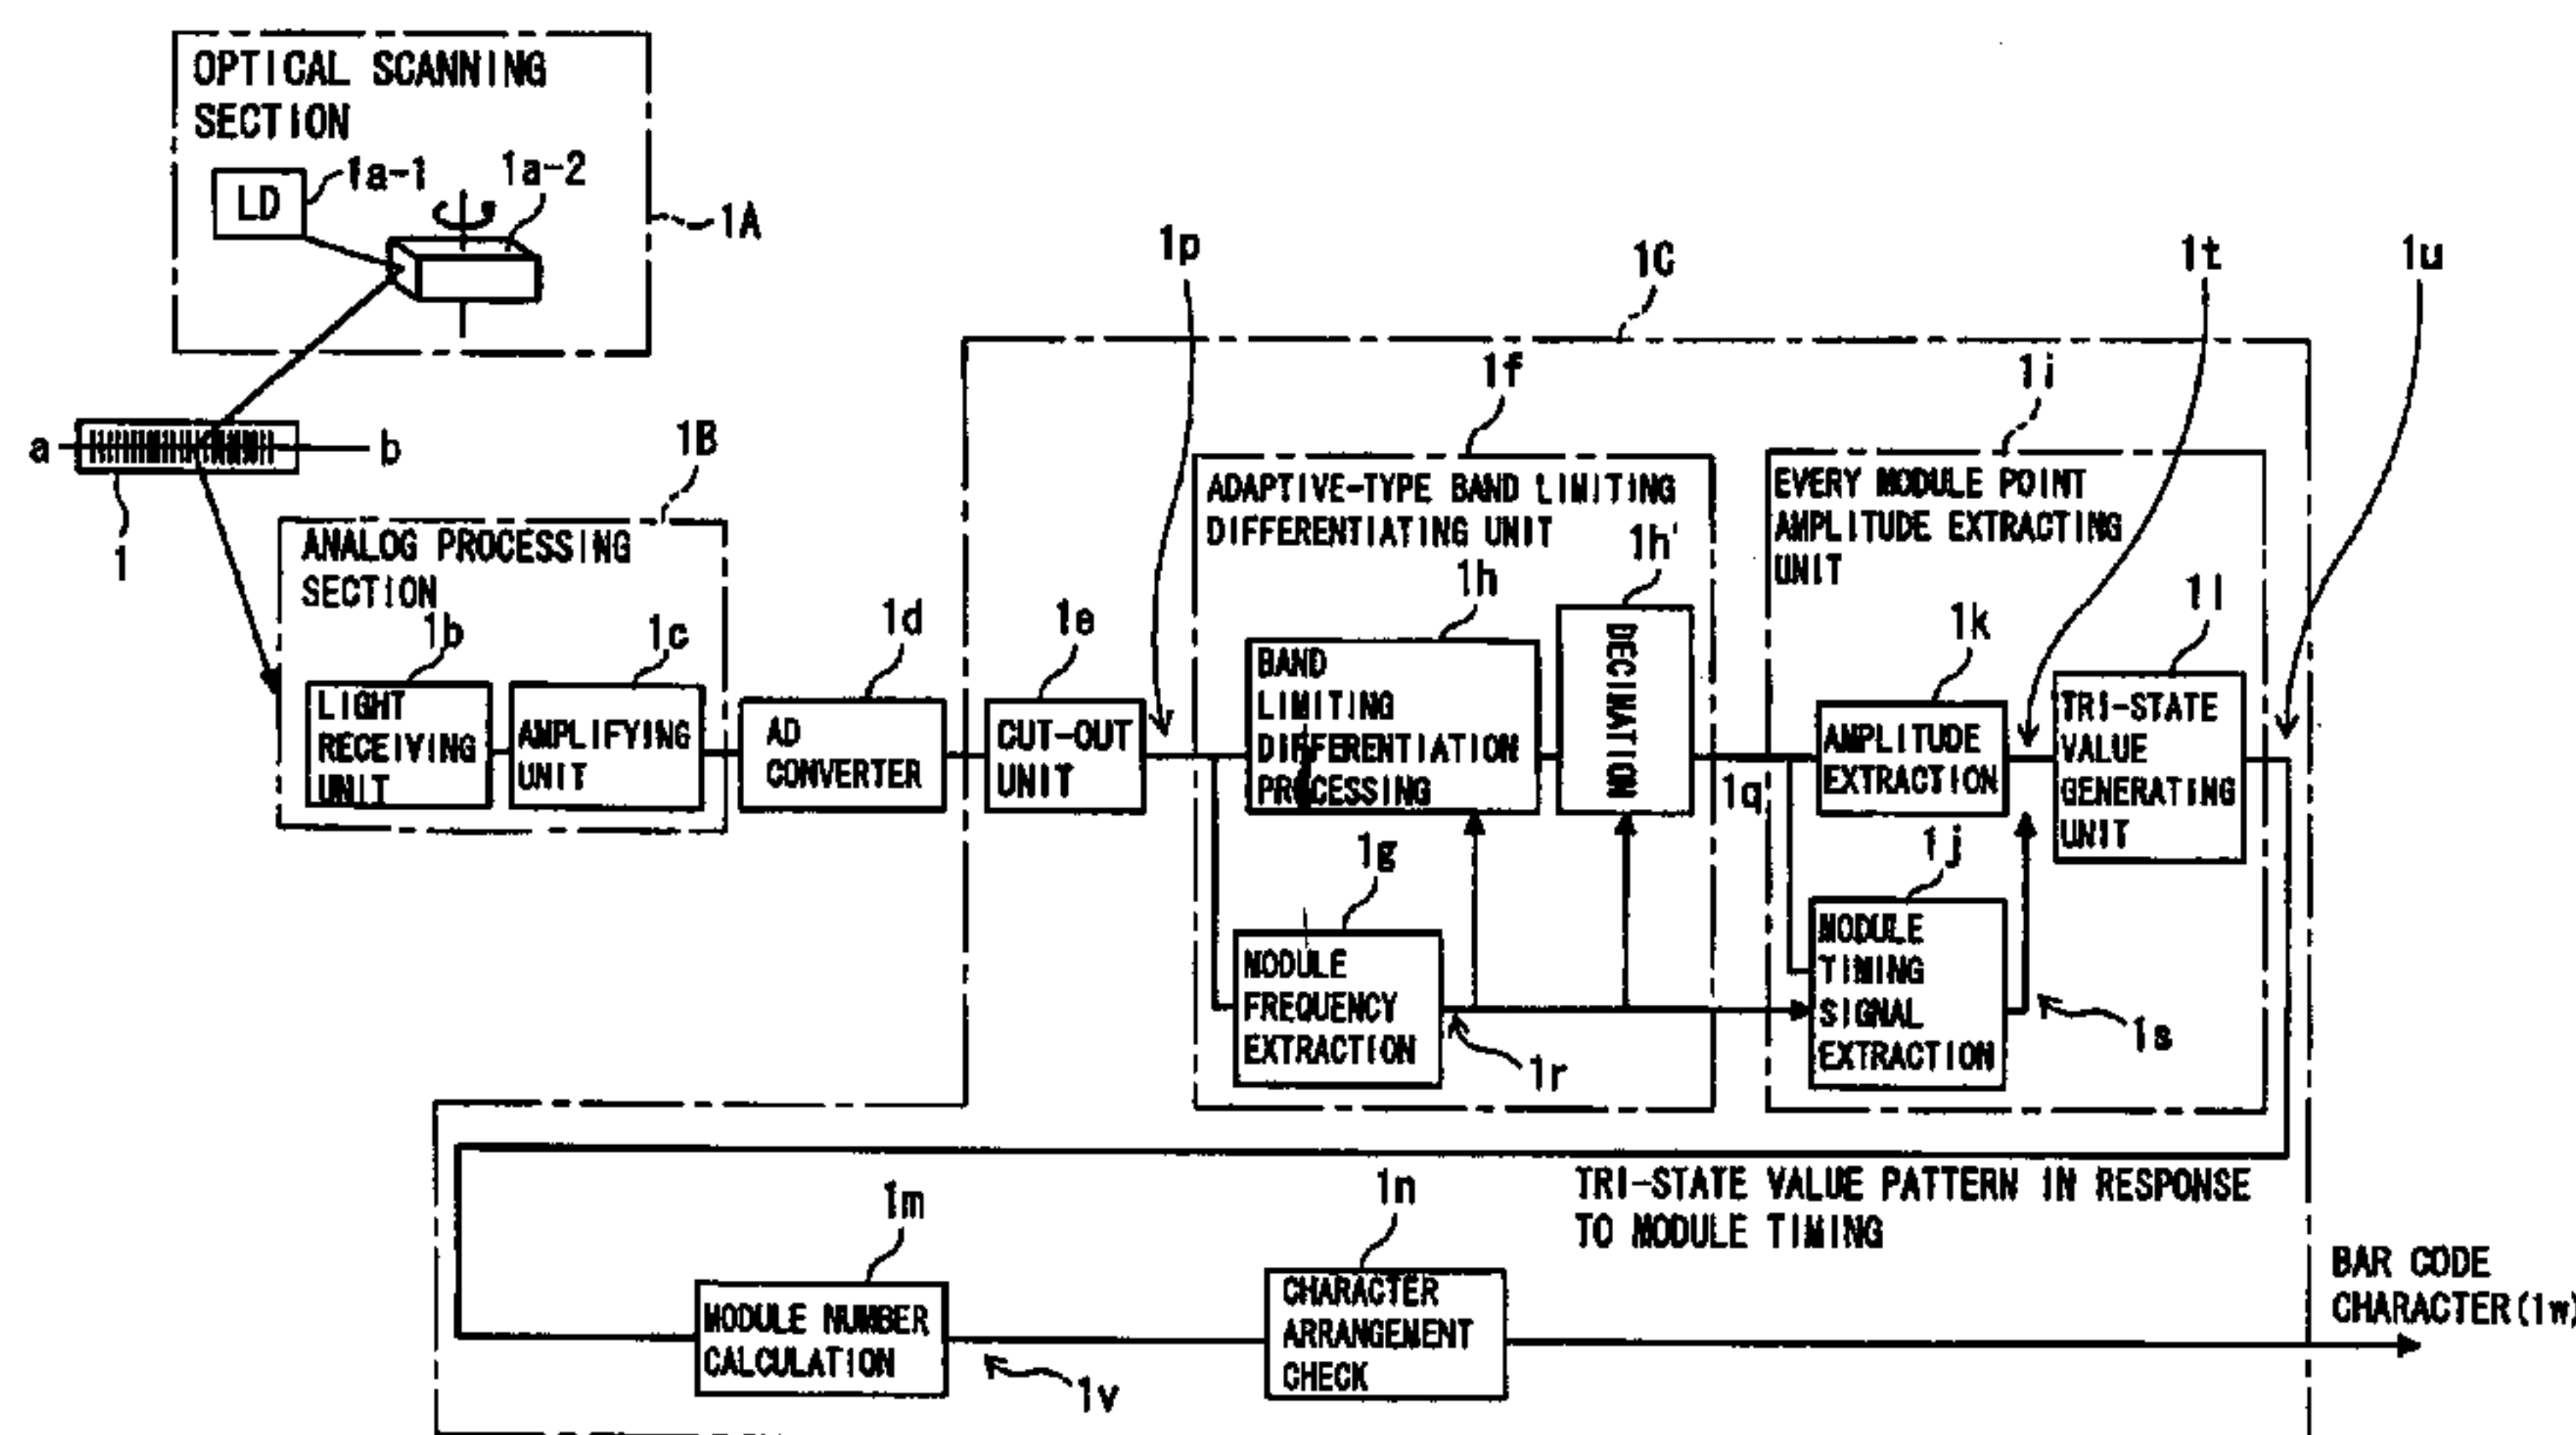 OPTICAL SCANNING
SECTION
LD
1a-1
1a-2
1A
1p
1C
1t
1u
1f
1i
a
b
1
1B
ANALOG PROCESSING
SECTION
1b
1c
1d
1e
LIGHT
RECEIVING
UNIT
AMPLIFYING
UNIT
AD
CONVERTER
CUT-OUT
UNIT
ADAPTIVE-TYPE BAND LIMITING
DIFFERENTIATING UNIT
1h
1h'
BAND
LIMITING
DIFFERENTIATION
PROCESSING
DECIMATION
1g
MODULE
FREQUENCY
EXTRACTION
1r
1q
EVERY MODULE POINT
AMPLITUDE EXTRACTING
UNIT
1k
1l
AMPLITUDE
EXTRACTION
TRI-STATE
VALUE
GENERATING
UNIT
1j
MODULE
TIMING
SIGNAL
EXTRACTION
1s
TRI-STATE VALUE PATTERN IN RESPONSE
TO MODULE TIMING
1m
MODULE NUMBER
CALCULATION
1v
1n
CHARACTER
ARRANGEMENT
CHECK
BAR CODE
CHARACTER(1w)